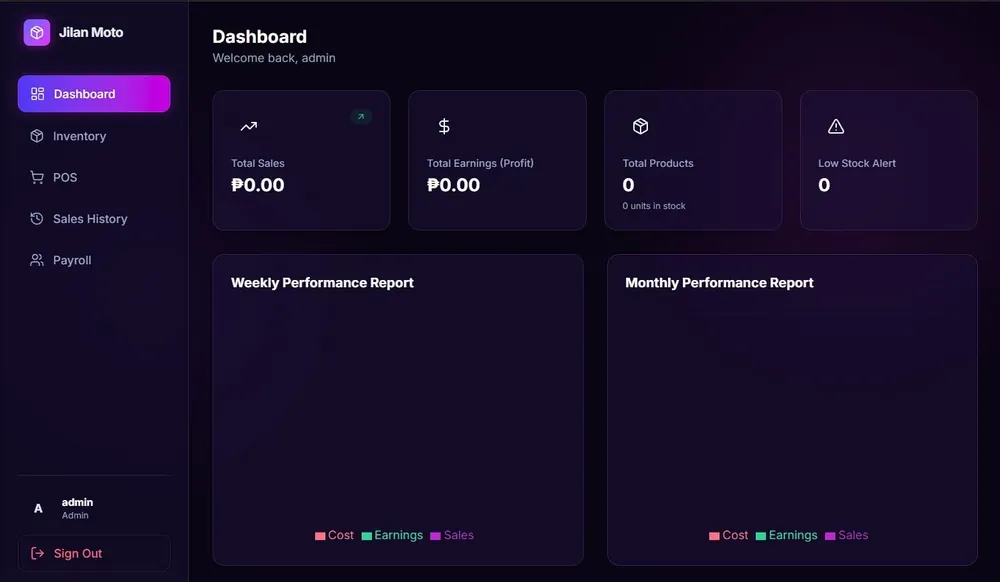 Jilan Moto
Dashboard
Inventory
POS
Sales History
Payroll
A
admin
Admin
Sign Out
Dashboard
Welcome back, admin
Total Sales
₱0.00
Total Earnings (Profit)
₱0.00
Total Products
0
0 units in stock
Low Stock Alert
0
Weekly Performance Report
Cost Earnings Sales
Monthly Performance Report
Cost Earnings Sales